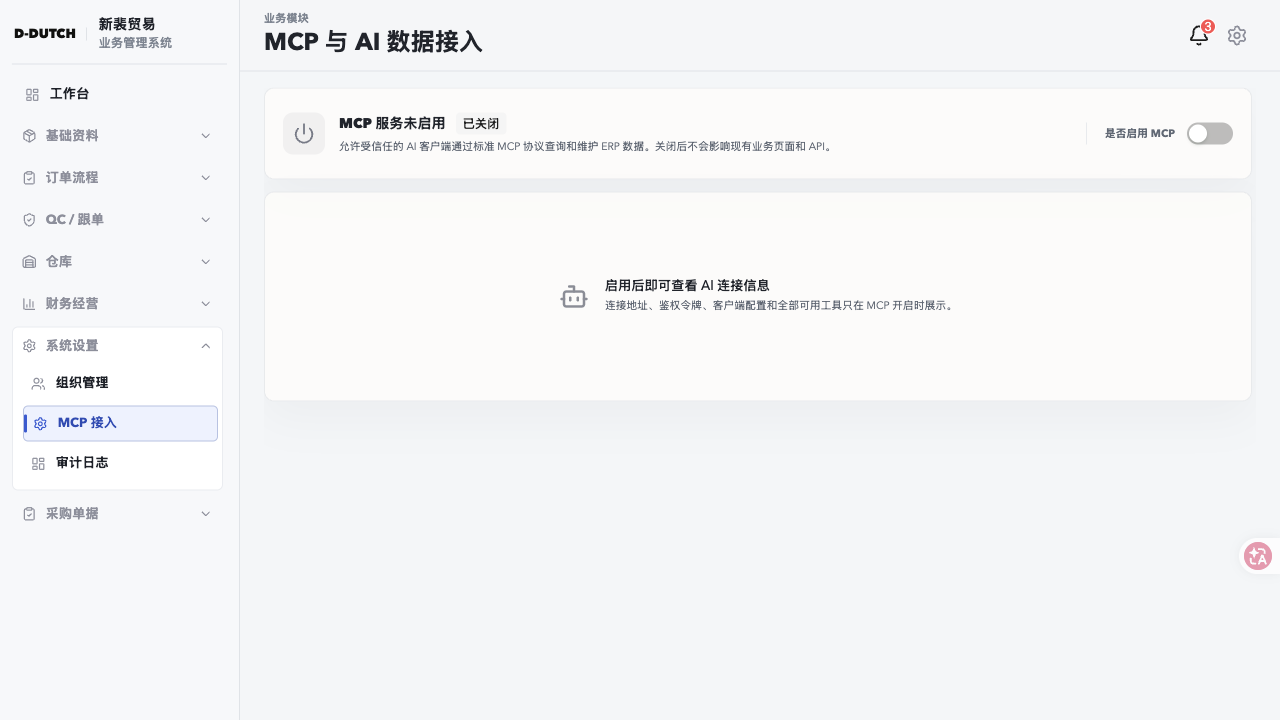 D-DUTCH
新裴贸易
业务管理系统
工作台
基础资料
订单流程
QC / 跟单
仓库
财务经营
系统设置
组织管理
MCP 接入
审计日志
采购单据
业务模块
MCP 与 AI 数据接入
3
MCP 服务未启用
已关闭
允许受信任的 AI 客户端通过标准 MCP 协议查询和维护 ERP 数据。关闭后不会影响现有业务页面和 API。
是否启用 MCP
启用后即可查看 AI 连接信息
连接地址、鉴权令牌、客户端配置和全部可用工具只在 MCP 开启时展示。
A